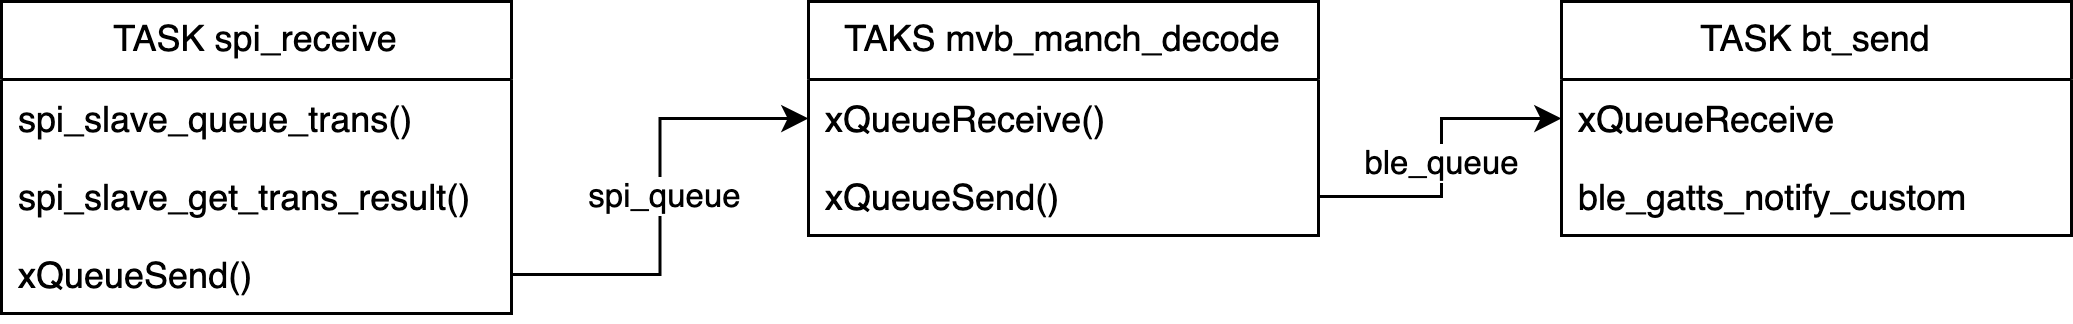 TASK spi_receive
spi_slave_queue_trans()
spi_slave_get_trans_result()
xQueueSend()
spi_queue
TAKS mvb_manch_decode
xQueueReceive()
xQueueSend()
ble_queue
TASK bt_send
xQueueReceive
ble_gatts_notify_custom